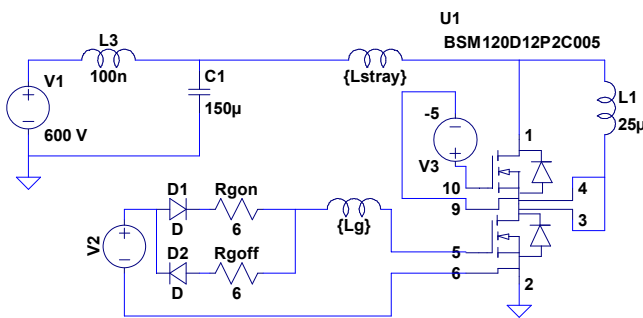 U1
BSM120D12P2C005
L3
100n
V1
600 V
C1
150µ
{Lstray}
L1
25µ
-5
V3
1
10
9
4
3
D1
D
Rgon
6
V2
D2
D
Rgoff
6
{Lg}
5
6
2